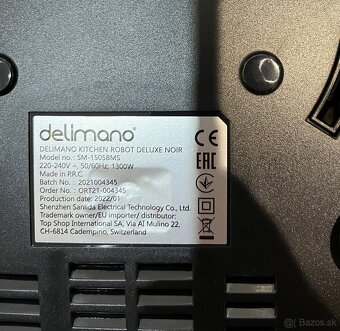 delimano
DELIMANO KITCHEN ROBOT DELUXE NOIR
Model no.: SM-1505BMS
220-240V ~, 50/60Hz, 1300W
Made in P.R.C.
Batch No.: 2021004345
Order No.: ORT21-004345
Production date: 2022/01
Shenzhen Sanlida Electrical Technology Co., Ltd.
Trademark owner/EU importer/ distributor:
Top Shop International SA, Via Al Mulino 22,
CH-6814 Cadempino, Switzerland
CE
EAC
Bazos.sk